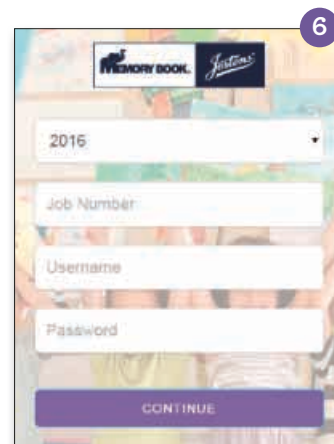 6
MEMORY BOOK. Jostens
2016
Job Number
Username
Password
CONTINUE